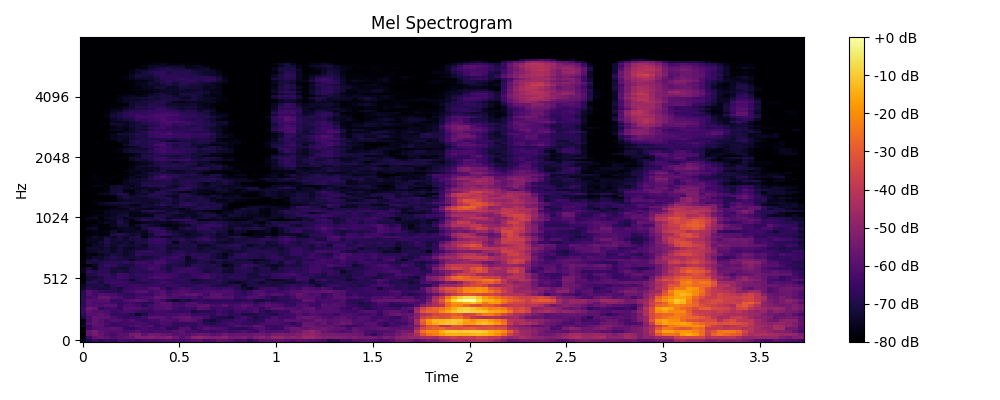 Mel Spectrogram
+0 dB
-10 dB
-20 dB
-30 dB
-40 dB
-50 dB
-60 dB
-70 dB
-80 dB
Hz
4096
2048
1024
512
0
0 0.5 1 1.5 2 2.5 3 3.5
Time